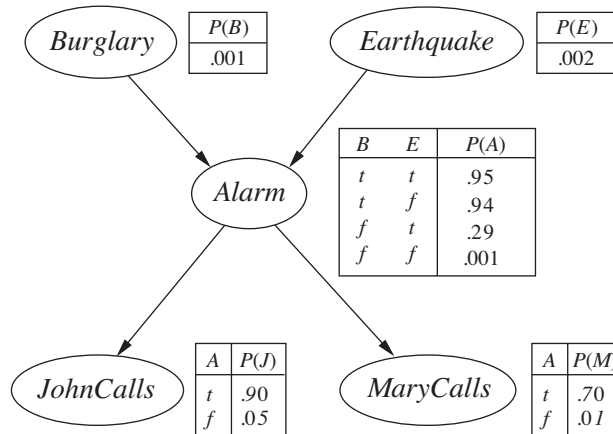 Burglary
P(B)
.001
Earthquake
P(E)
.002
Alarm
B E P(A)
t t .95
t f .94
f t .29
f f .001
JohnCalls
A P(J)
t .90
f .05
MaryCalls
A P(M)
t .70
f .01